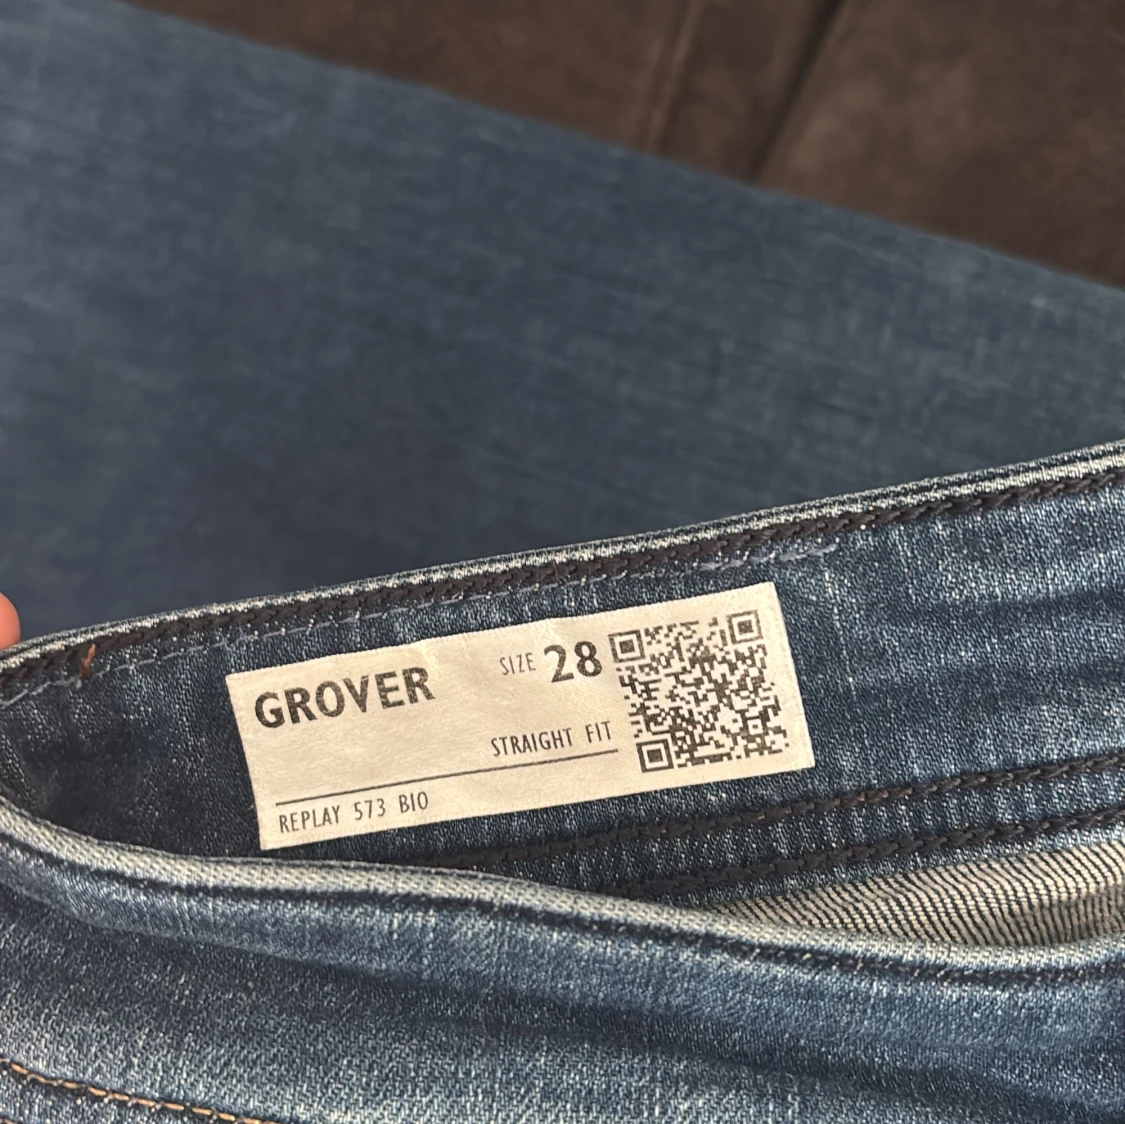 GROVER
SIZE 28
STRAIGHT FIT
REPLAY 573 BIO